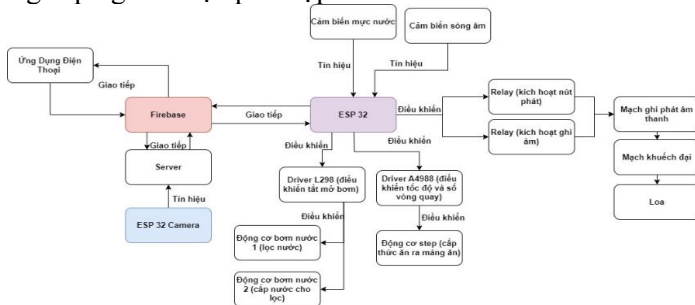 Cảm biến mực nước
Cảm biến sóng âm
Ứng Dụng Điện
Thoại
Tín hiệu
Tín hiệu
Giao tiếp
Relay (kích hoạt nút
phát)
Firebase
Giao tiếp
ESP 32
Điều khiển
Mạch ghi phát âm
thanh
Relay (kích hoạt ghi
âm)
Giao tiếp
Điều khiển
Điều khiển
Mạch khuếch đại
Server
Driver L298 (điều
khiển tắt mở bơm)
Driver A4988 (điều
khiển tốc độ và số
vòng quay)
Tín hiệu
Loa
Điều khiển
Điều khiển
ESP 32 Camera
Động cơ bơm nước
1 (lọc nước)
Động cơ step (cấp
thức ăn ra máng ăn)
Động cơ bơm nước
2 (cấp nước cho
lọc)